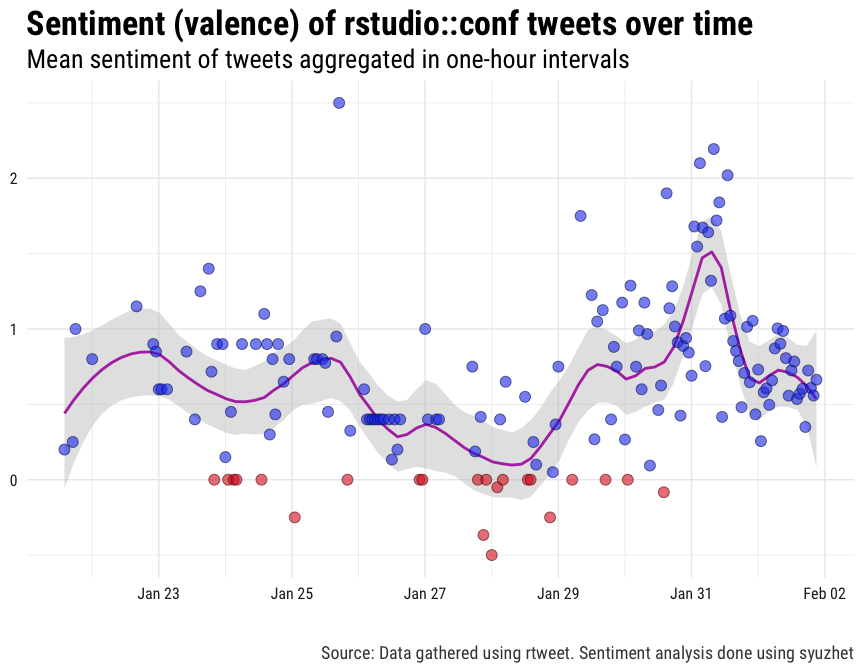 Sentiment (valence) of rstudio::conf tweets over time
Mean sentiment of tweets aggregated in one-hour intervals
2
1
0
Jan 23 Jan 25 Jan 27 Jan 29 Jan 31 Feb 02
Source: Data gathered using rtweet. Sentiment analysis done using syuzhet